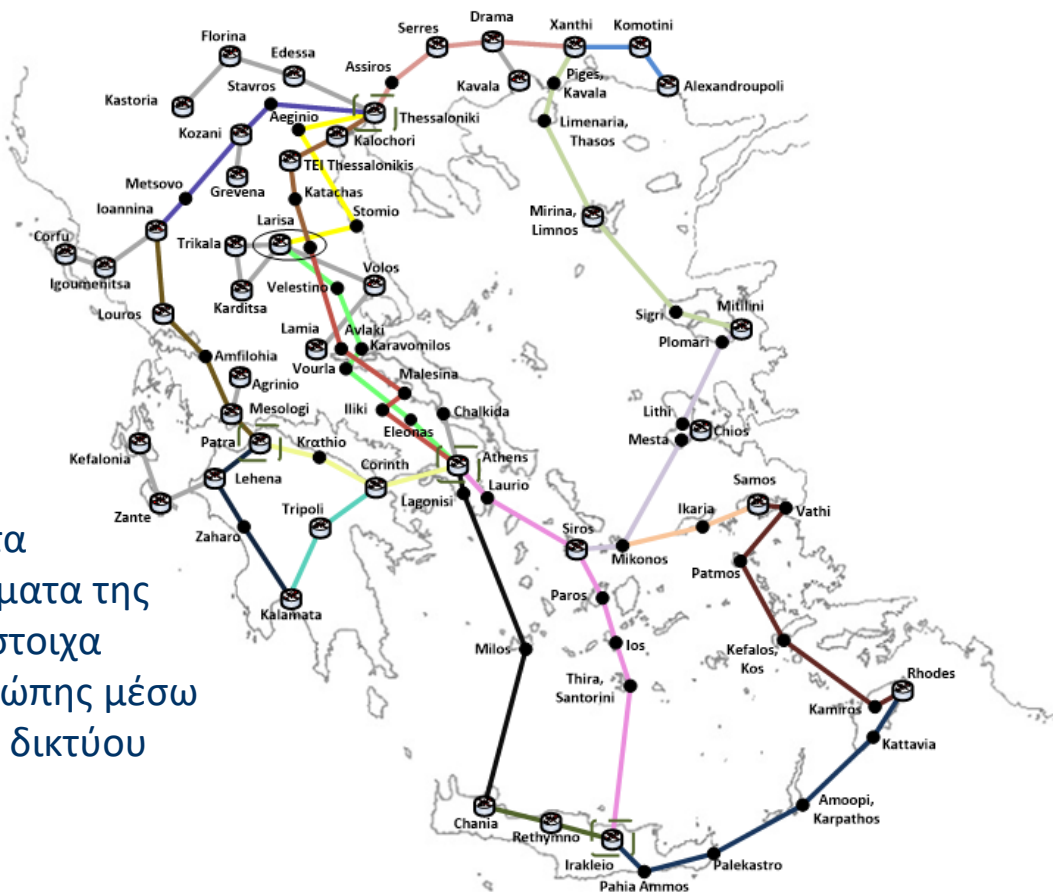 Drama
Xanthi
Komotini
Serres
Florina
Edessa
Assiros
Kavala
Piges,
Kavala
Alexandroupoli
Stavros
Kastoria
Aeginio
Thessaloniki
Limenaria,
Thasos
Kozani
Kalochori
TEI Thessalonikis
Metsovo
Grevena
Katachas
Ioannina
Stomio
Mirina,
Limnos
Larisa
Corfu
Trikala
Volos
Igoumenitsa
Velestino
Karditsa
Louros
Sigri
Mitilini
Lamia
Avlaki
Karavomilos
Plomari
Amfilohia
Vourla
Malesina
Agrinio
Iliki
Chalkida
Lithi
Mesologi
Eleonas
Chios
Mesta
Patra
Krathio
Kefalonia
Corinth
Athens
Lehena
Lagonisi
Laurio
Samos
Zante
Tripoli
Ikaria
Vathi
Siros
τα
Zaharo
Mikonos
ματα της
Patmos
Paros
στοιχα
Kalamata
Milos
Ios
Kefalos,
Kos
ώπης μέσω
Thira,
Santorini
Rhodes
δικτύου
Kamiros
Kattavia
Amoopi,
Karpathos
Chania
Rethymno
Irakleio
Palekastro
Pahia Ammos